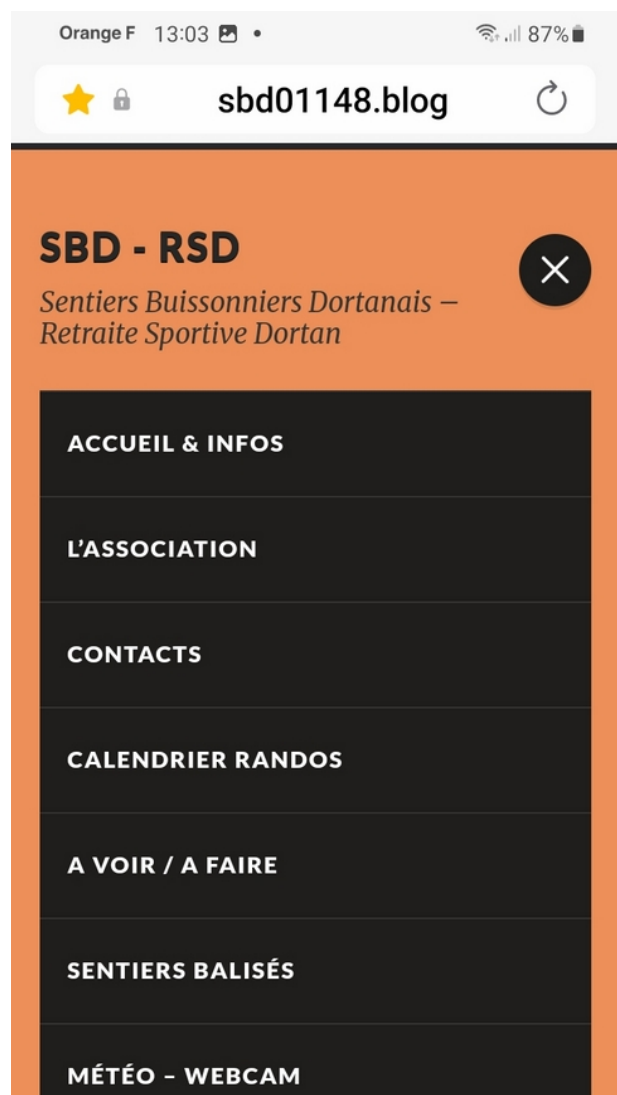 Orange F 13:03 87%
sbd01148.blog
SBD - RSD
Sentiers Buissonniers Dortanais –
Retraite Sportive Dortan
ACCUEIL & INFOS
L’ASSOCIATION
CONTACTS
CALENDRIER RANDOS
A VOIR / A FAIRE
SENTIERS BALISÉS
MÉTÉO – WEBCAM